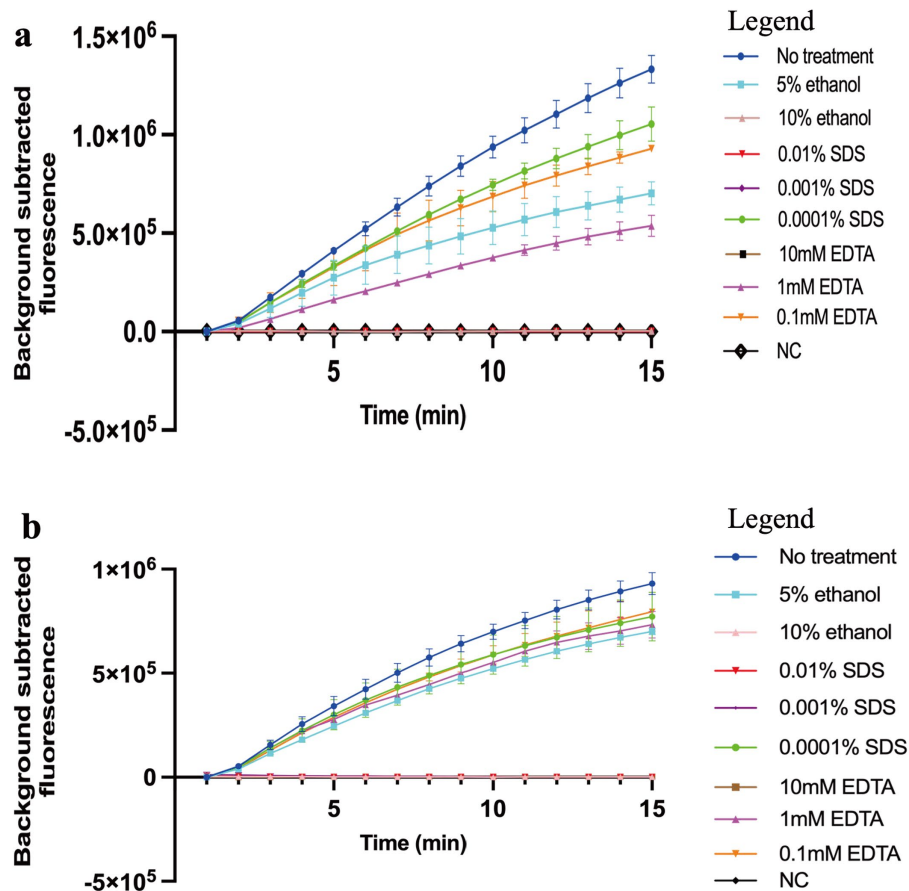 a
Legend
1.5×10⁶
1.0×10⁶
5.0×10⁵
0.0
-5.0×10⁵
Background subtracted
fluorescence
5
10
15
Time (min)
No treatment
5% ethanol
10% ethanol
0.01% SDS
0.001% SDS
0.0001% SDS
10mM EDTA
1mM EDTA
0.1mM EDTA
NC
b
Legend
1×10⁶
5×10⁵
0
-5×10⁵
Background subtracted
fluorescence
5
10
15
Time (min)
No treatment
5% ethanol
10% ethanol
0.01% SDS
0.001% SDS
0.0001% SDS
10mM EDTA
1mM EDTA
0.1mM EDTA
NC